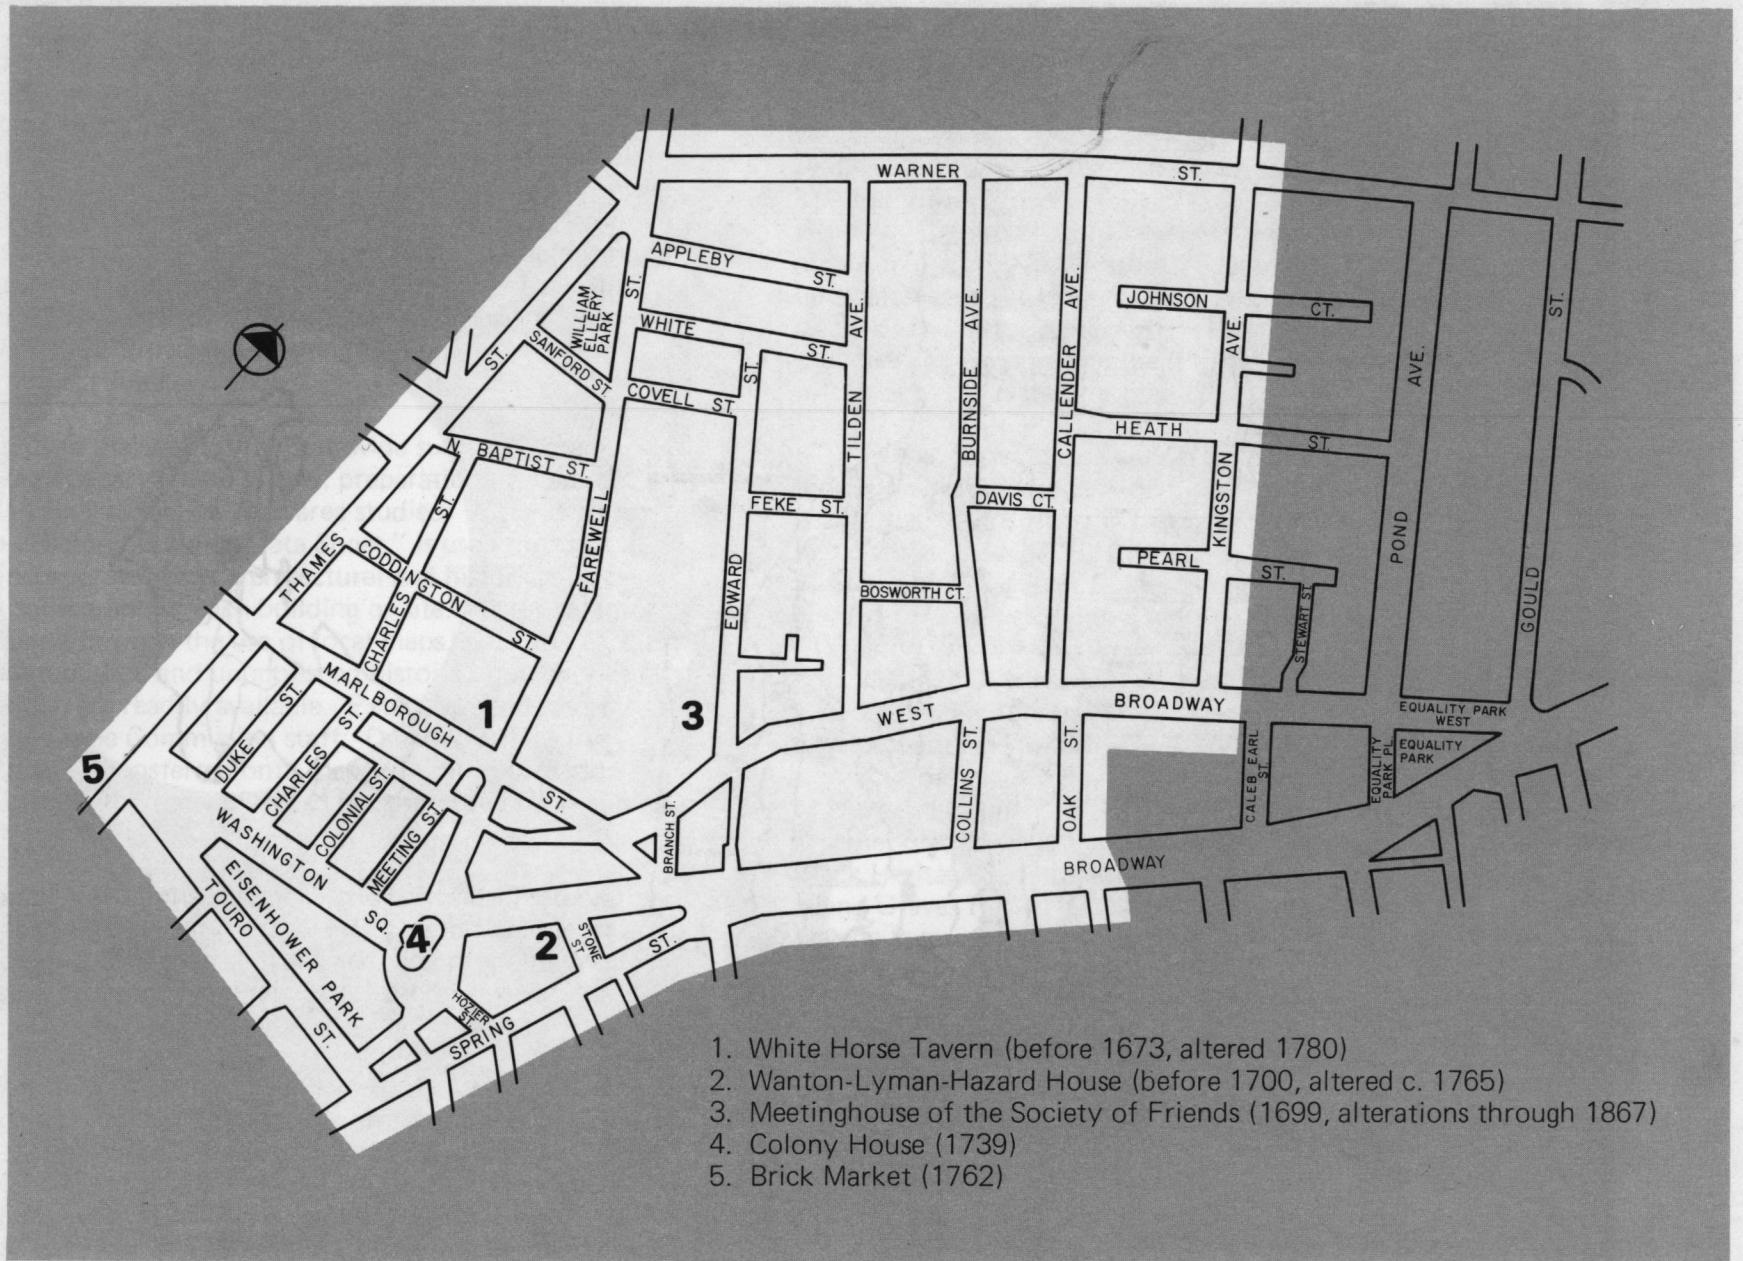 WARNER ST.
APPLEBY ST.
WILLIAM
ELLERY
PARK
ST.
WHITE ST.
SANFORD ST.
COVELL ST.
ST.
N. BAPTIST ST.
ST.
TILDEN AVE.
BURNSIDE AVE.
CALLENDER AVE.
JOHNSON CT.
KINGSTON AVE.
HEATH ST.
POND AVE.
GOULD ST.
FEKE ST.
DAVIS CT.
PEARL ST.
STEWART ST.
BOSWORTH CT.
THAMES ST.
CODDINGTON ST.
CHARLES
FAREWELL
EDWARD
MARLBOROUGH ST.
1
3
WEST BROADWAY
EQUALITY PARK
WEST
EQUALITY
PARK
EQUALITY
PARK PL
CALEB EARL
ST.
COLLINS ST.
OAK ST.
BRANCH ST.
5
DUKE ST.
CHARLES ST.
COLONIAL ST.
MEETING ST.
WASHINGTON SQ.
EISENHOWER PARK
TOURO ST.
4
2
STONE
ST
HOZIER
ST.
SPRING ST.
BROADWAY
1. White Horse Tavern (before 1673, altered 1780)
2. Wanton-Lyman-Hazard House (before 1700, altered c. 1765)
3. Meetinghouse of the Society of Friends (1699, alterations through 1867)
4. Colony House (1739)
5. Brick Market (1762)